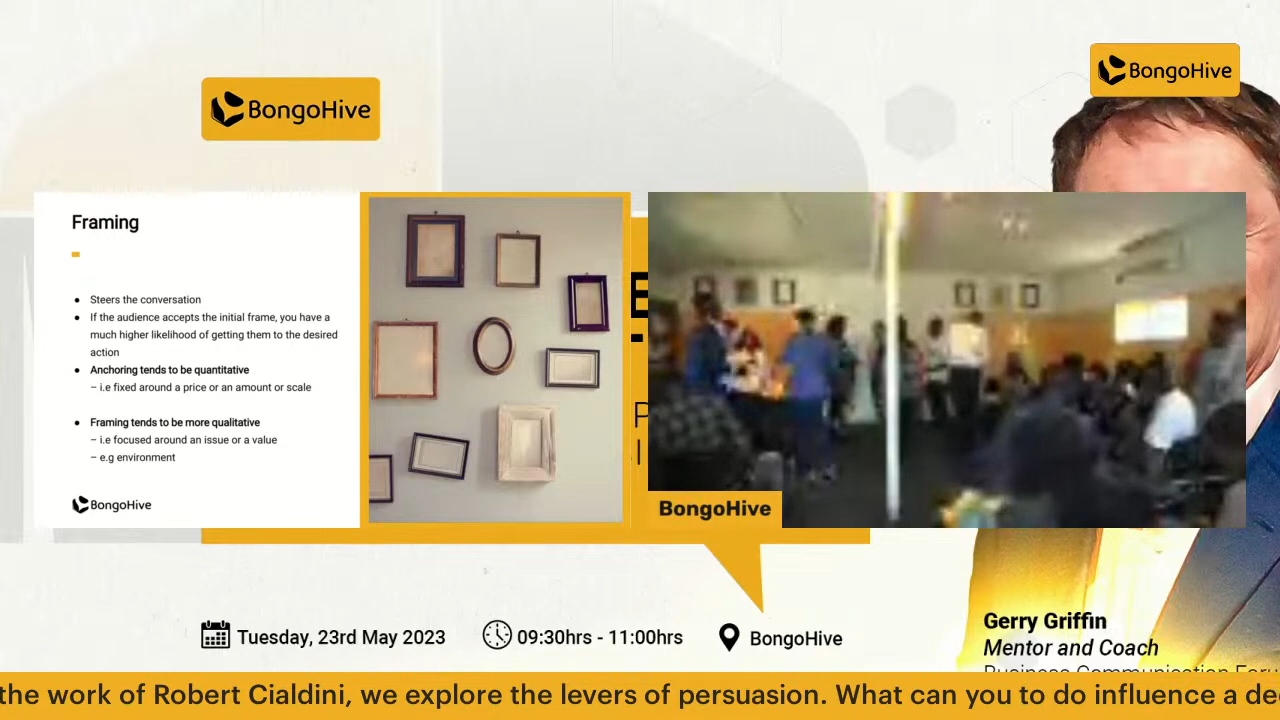 BongoHive
BongoHive
Framing
● Steers the conversation
● If the audience accepts the initial frame, you have a
much higher likelihood of getting them to the desired
action
● Anchoring tends to be quantitative
– i.e fixed around a price or an amount or scale
● Framing tends to be more qualitative
– i.e focused around an issue or a value
– e.g environment
BongoHive
BongoHive
Tuesday, 23rd May 2023
09:30hrs - 11:00hrs
BongoHive
Gerry Griffin
Mentor and Coach
Business Communication
the work of Robert Cialdini, we explore the levers of persuasion. What can you to do influence a de